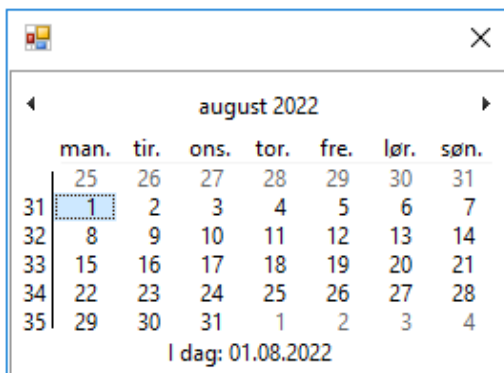 august 2022
man. tir. ons. tor. fre. lør. søn.
25 26 27 28 29 30 31
31 1 2 3 4 5 6 7
32 8 9 10 11 12 13 14
33 15 16 17 18 19 20 21
34 22 23 24 25 26 27 28
35 29 30 31 1 2 3 4
I dag: 01.08.2022